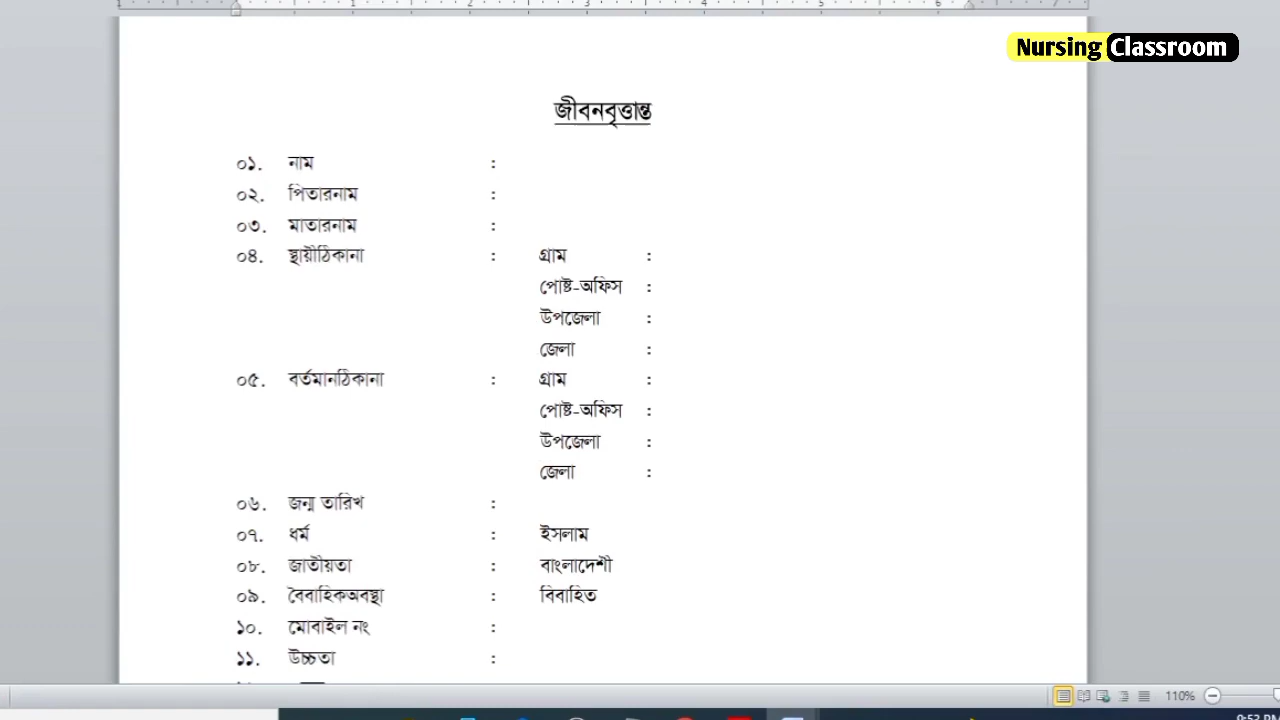 Nursing Classroom
জীবনবৃত্তান্ত
০১. নাম :
০২. পিতারনাম :
০৩. মাতারনাম :
০৪. স্থায়ীঠিকানা : গ্রাম :
পোষ্ট-অফিস :
উপজেলা :
জেলা :
০৫. বর্তমানঠিকানা : গ্রাম :
পোষ্ট-অফিস :
উপজেলা :
জেলা :
০৬. জন্ম তারিখ :
০৭. ধর্ম : ইসলাম
০৮. জাতীয়তা : বাংলাদেশী
০৯. বৈবাহিকঅবস্থা : বিবাহিত
১০. মোবাইল নং :
১১. উচ্চতা :
110%